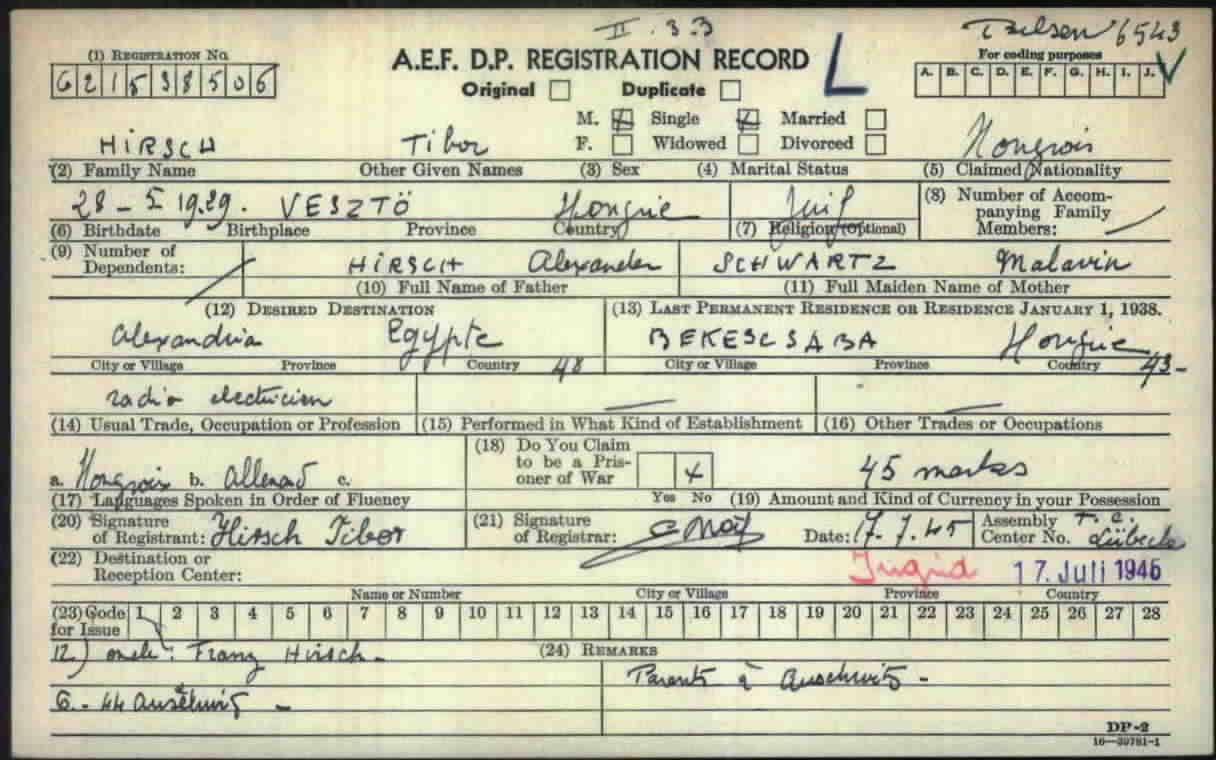 II. 3.3
Belsen 6543
(1) REGISTRATION NO.
62153850 6
A.E.F. D.P. REGISTRATION RECORD
L
For coding purposes
A. B. C. D. E. F. G. H. I. J.
Original Duplicate
M. Single Married
F. Widowed Divorced
HIRSCH Tibor Hongrois
(2) Family Name Other Given Names (3) Sex (4) Marital Status (5) Claimed Nationality
28 - 5 1929. VESZTÖ Hongrie Juif
(6) Birthdate Birthplace Province Country (7) Religion (Optional) (8) Number of Accompanying Family Members:
(9) Number of Dependents:
HIRSCH Alexander SCHWARTZ Malavin
(10) Full Name of Father (11) Full Maiden Name of Mother
(12) DESIRED DESTINATION (13) LAST PERMANENT RESIDENCE OR RESIDENCE JANUARY 1, 1938.
Alexandria Egypte 48 BEKESCSABA Hongrie 43-
City or Village Province Country City or Village Province Country
radio electricien
(14) Usual Trade, Occupation or Profession (15) Performed in What Kind of Establishment (16) Other Trades or Occupations
a. Hongrois b. Allemand c.
(17) Languages Spoken in Order of Fluency
(18) Do You Claim to be a Prisoner of War
Yes No
45 marks
(19) Amount and Kind of Currency in your Possession
(20) Signature of Registrant: Hirsch Tibor
(21) Signature of Registrar:
Date: 17.7.45
Assembly Center No. Lübeck
(22) Destination or Reception Center:
Ingrid 17. Juli 1945
Name or Number City or Village Province Country
(23) Code for Issue 1 2 3 4 5 6 7 8 9 10 11 12 13 14 15 16 17 18 19 20 21 22 23 24 25 26 27 28
12.) oncle: Franz Hirsch - (24) REMARKS
Parents à Auschwitz -
6.- 44 Auschwitz -
DP-2
16—39781-1